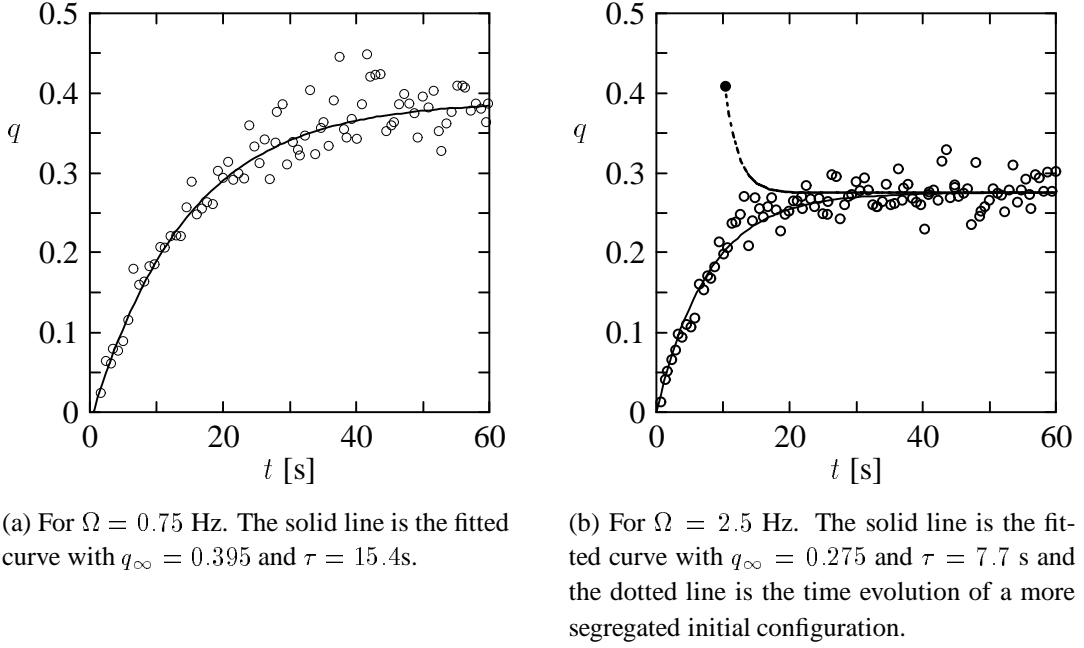 0.5
0.4
q
0.3
0.2
0.1
0
0 20 40 60
t [s]
0.5
0.4
q
0.3
0.2
0.1
0
0 20 40 60
t [s]
(a) For Ω = 0.75 Hz. The solid line is the fitted
curve with q∞ = 0.395 and τ = 15.4s.
(b) For Ω = 2.5 Hz. The solid line is the fit-
ted curve with q∞ = 0.275 and τ = 7.7 s and
the dotted line is the time evolution of a more
segregated initial configuration.